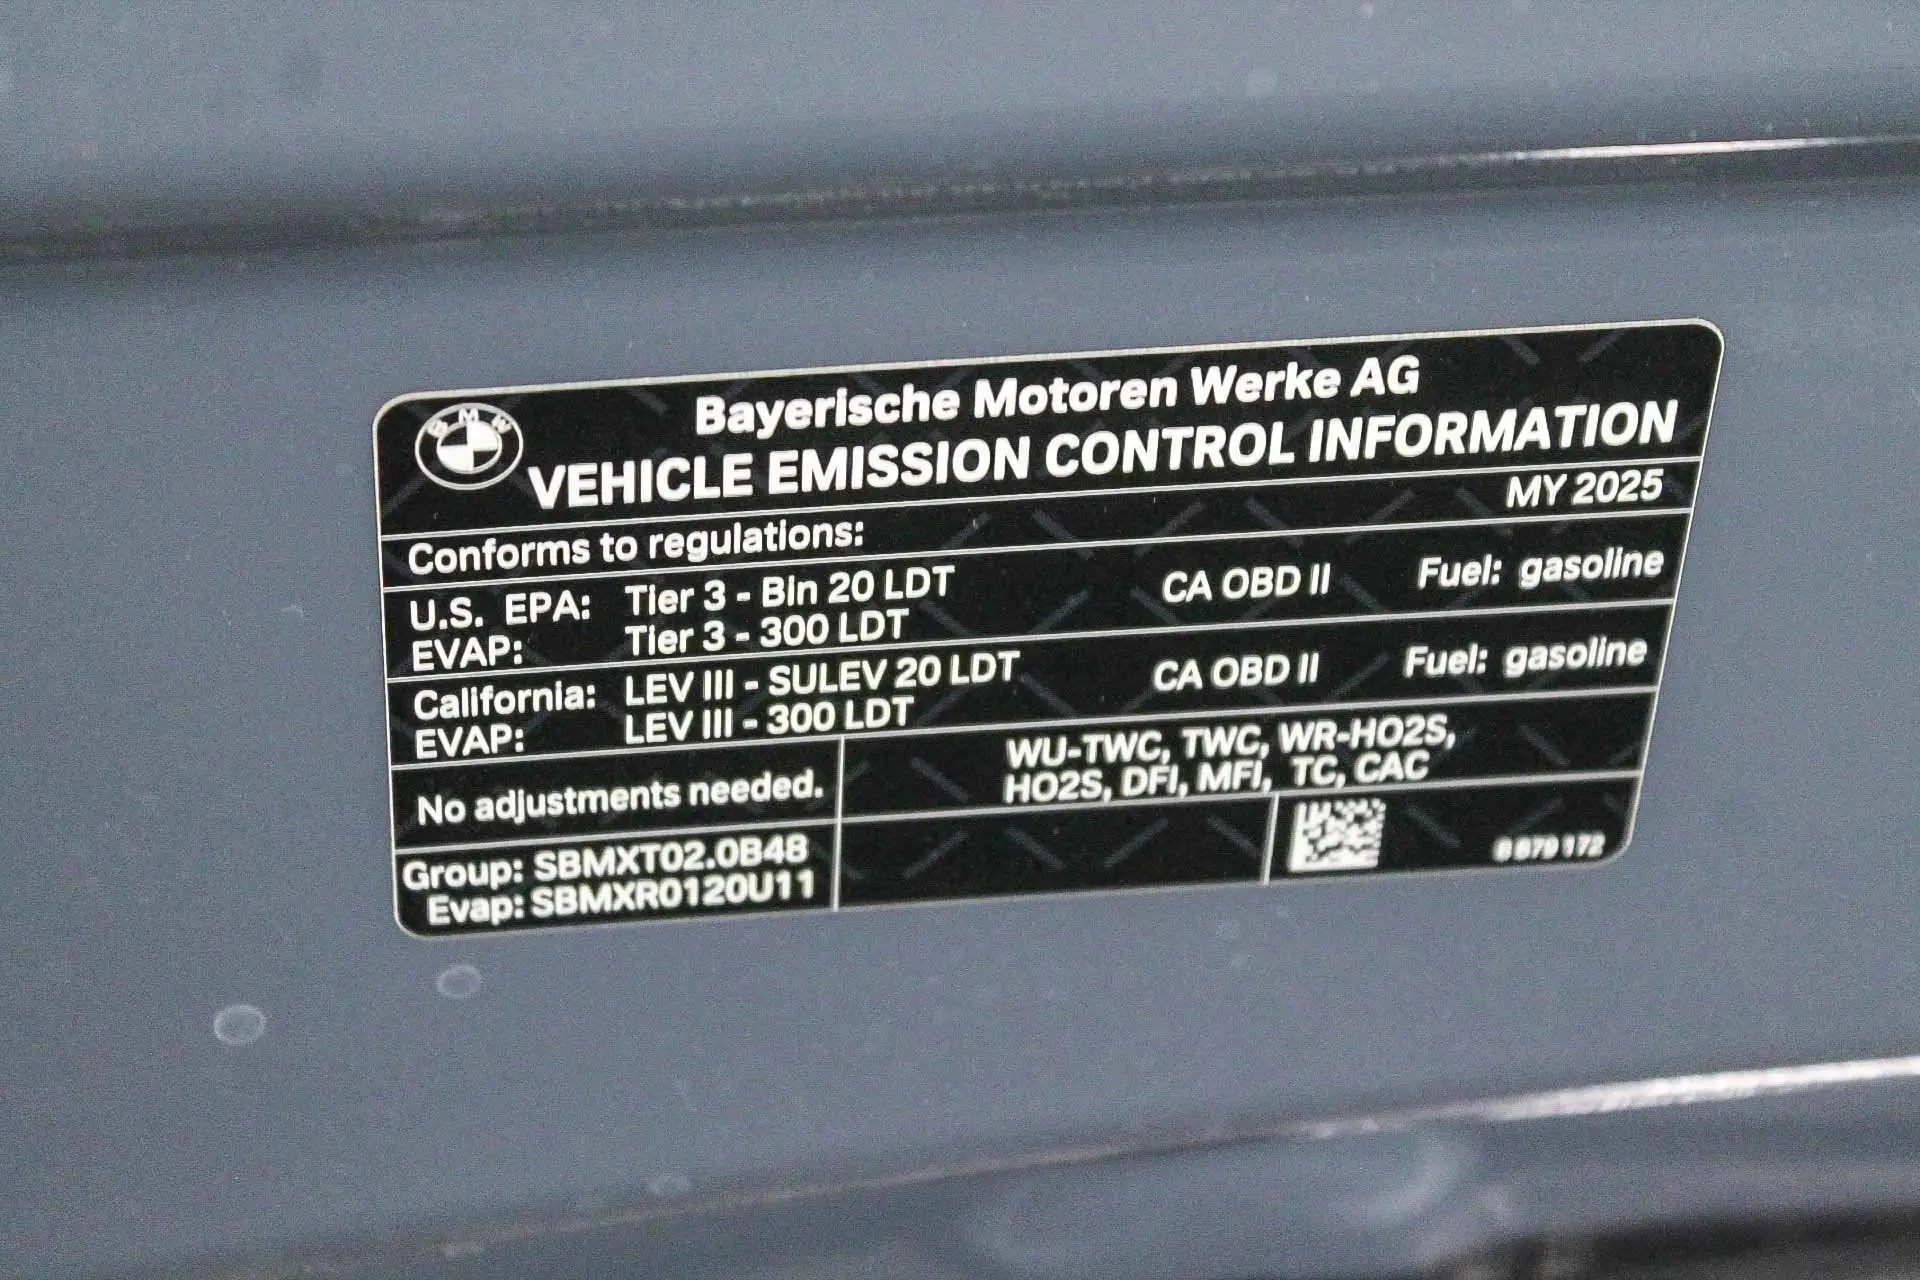 BMW
Bayerische Motoren Werke AG
VEHICLE EMISSION CONTROL INFORMATION
MY 2025
Conforms to regulations:
U.S. EPA: Tier 3 - Bin 20 LDT CA OBD II Fuel: gasoline
EVAP: Tier 3 - 300 LDT
California: LEV III - SULEV 20 LDT CA OBD II Fuel: gasoline
EVAP: LEV III - 300 LDT
No adjustments needed.
WU-TWC, TWC, WR-HO2S,
HO2S, DFI, MFI, TC, CAC
Group: SBMXT02.0B48
Evap: SBMXR0120U11